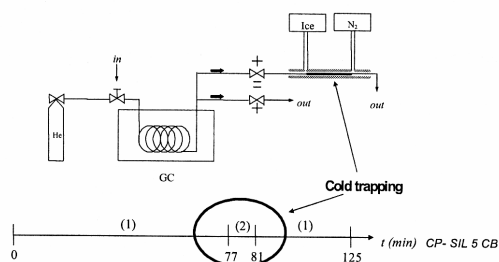 Ice
N₂
in
+
−
+
out
out
He
GC
Cold trapping
(1)
(2)
(1)
t (min) CP- SIL 5 CB
0
77
81
125